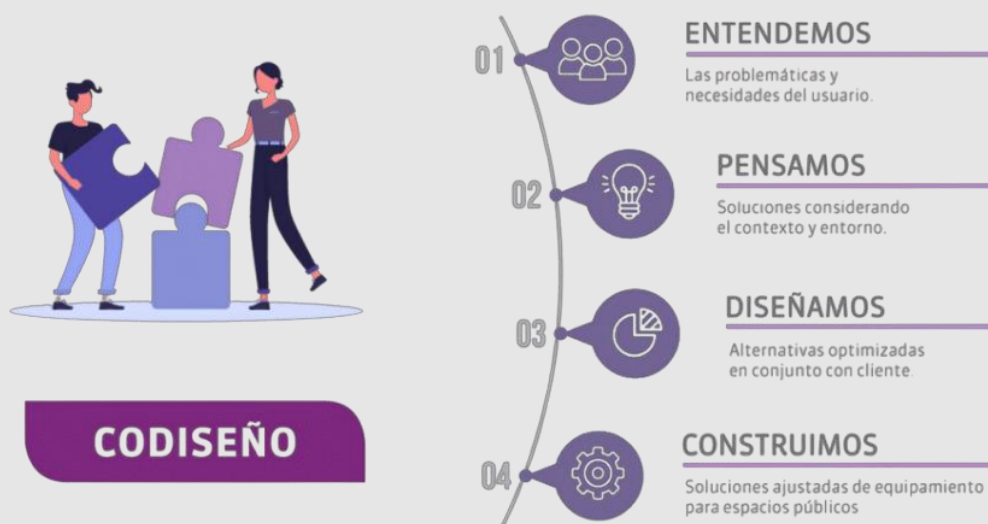 CODISEÑO
01
ENTENDEMOS
Las problemáticas y
necesidades del usuario.
02
PENSAMOS
Soluciones considerando
el contexto y entorno.
03
DISEÑAMOS
Alternativas optimizadas
en conjunto con cliente.
04
CONSTRUIMOS
Soluciones ajustadas de equipamiento
para espacios públicos